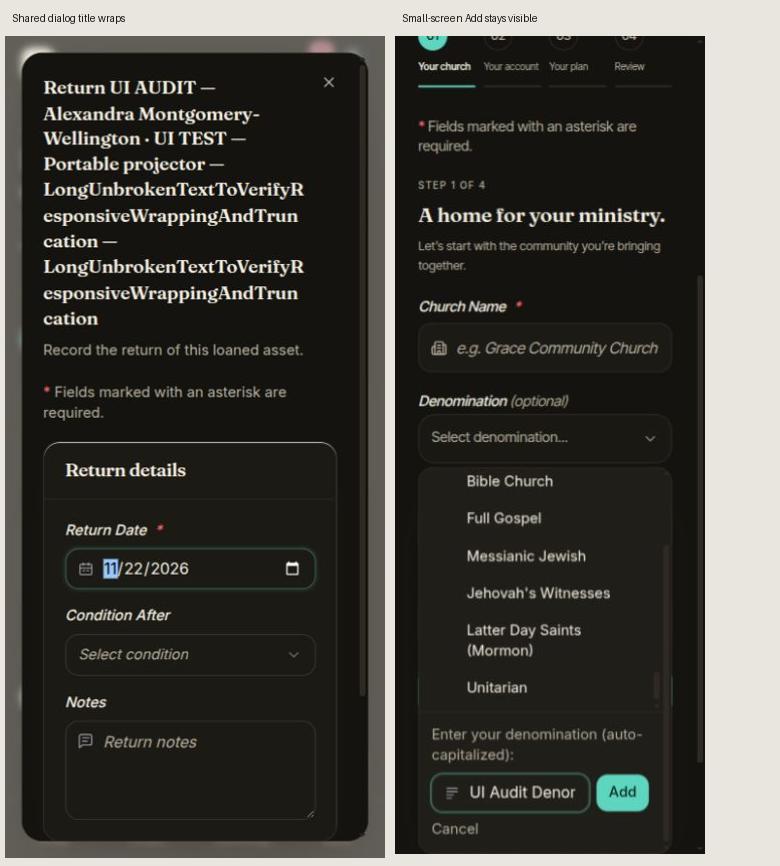 Shared dialog title wraps
Return UI AUDIT —
Alexandra Montgomery-
Wellington · UI TEST —
Portable projector —
LongUnbrokenTextToVerifyR
esponsiveWrappingAndTrun
cation —
LongUnbrokenTextToVerifyR
esponsiveWrappingAndTrun
cation
Record the return of this loaned asset.
* Fields marked with an asterisk are
required.
Return details
Return Date *
11/22/2026
Condition After
Select condition
Notes
Return notes
Small-screen Add stays visible
01 02 03 04
Your church Your account Your plan Review
* Fields marked with an asterisk are
required.
STEP 1 OF 4
A home for your ministry.
Let's start with the community you're bringing
together.
Church Name *
e.g. Grace Community Church
Denomination (optional)
Select denomination...
Bible Church
Full Gospel
Messianic Jewish
Jehovah's Witnesses
Latter Day Saints
(Mormon)
Unitarian
Enter your denomination (auto-
capitalized):
UI Audit Denor
Add
Cancel